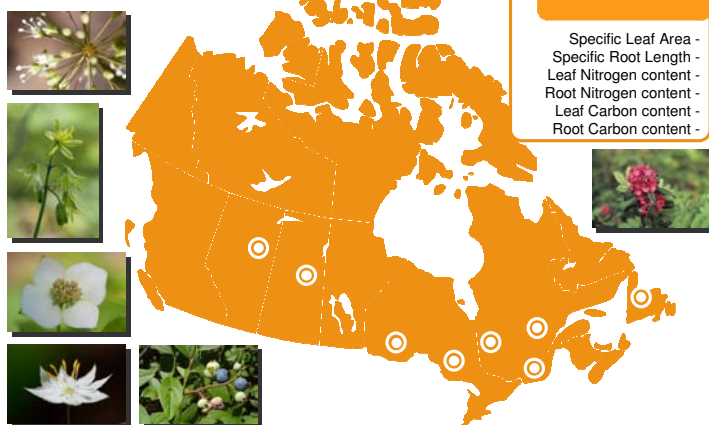 Specific Leaf Area -
Specific Root Length -
Leaf Nitrogen content -
Root Nitrogen content -
Leaf Carbon content -
Root Carbon content -